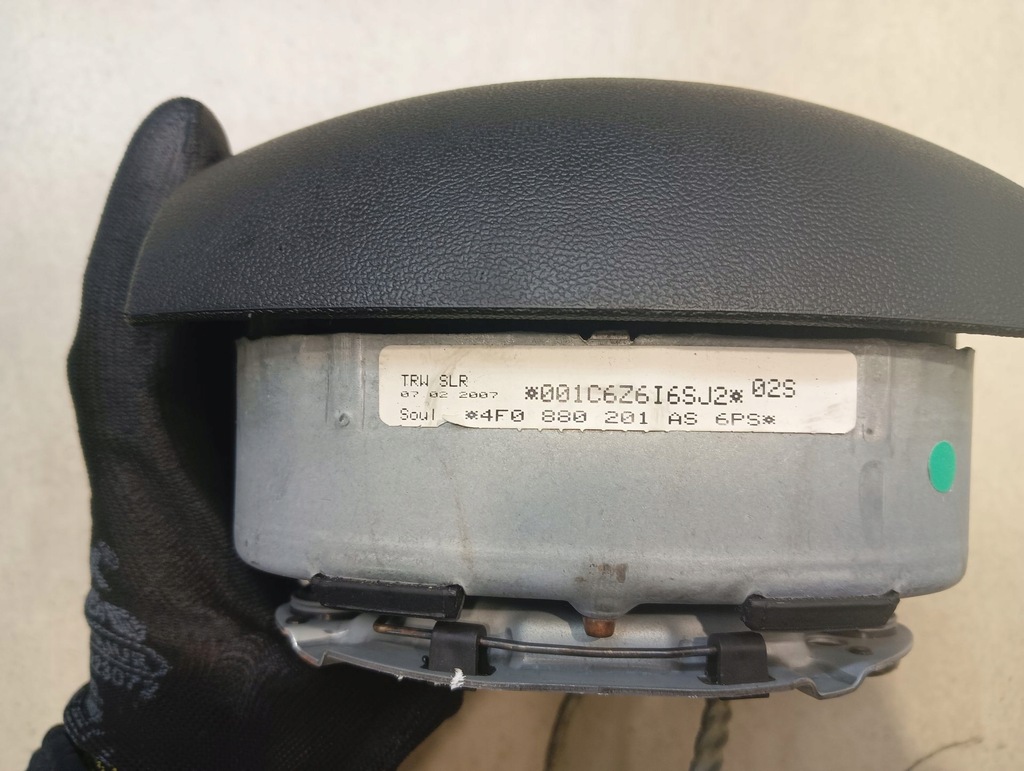 TRW SLR
07 02 2007
*001C6Z6I6SJ2* 02S
Soul *4F0 880 201 AS 6PS*